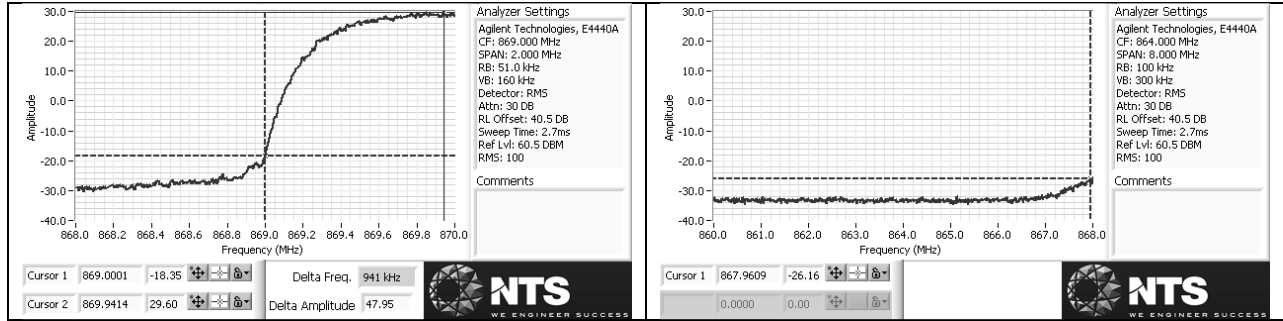 30.0
20.0
10.0
0.0
-10.0
-20.0
-30.0
-40.0
Amplitude
868.0 868.2 868.4 868.6 868.8 869.0 869.2 869.4 869.6 869.8 870.0
Frequency (MHz)
Analyzer Settings
Agilent Technologies, E4440A
CF: 869.000 MHz
SPAN: 2.000 MHz
RB: 51.0 kHz
VB: 160 kHz
Detector: RMS
Attn: 30 DB
RL Offset: 40.5 DB
Sweep Time: 2.7ms
Ref Lvl: 60.5 DBM
RMS: 100
Comments
Cursor 1 869.0001 -18.35
Cursor 2 869.9414 29.60
Delta Freq. 941 kHz
Delta Amplitude 47.95
NTS
WE ENGINEER SUCCESS
30.0
20.0
10.0
0.0
-10.0
-20.0
-30.0
-40.0
Amplitude
860.0 861.0 862.0 863.0 864.0 865.0 866.0 867.0 868.0
Frequency (MHz)
Analyzer Settings
Agilent Technologies, E4440A
CF: 864.000 MHz
SPAN: 8.000 MHz
RB: 100 kHz
VB: 300 kHz
Detector: RMS
Attn: 30 DB
RL Offset: 40.5 DB
Sweep Time: 2.7ms
Ref Lvl: 60.5 DBM
RMS: 100
Comments
Cursor 1 867.9609 -26.16
0.0000 0.00
NTS
WE ENGINEER SUCCESS